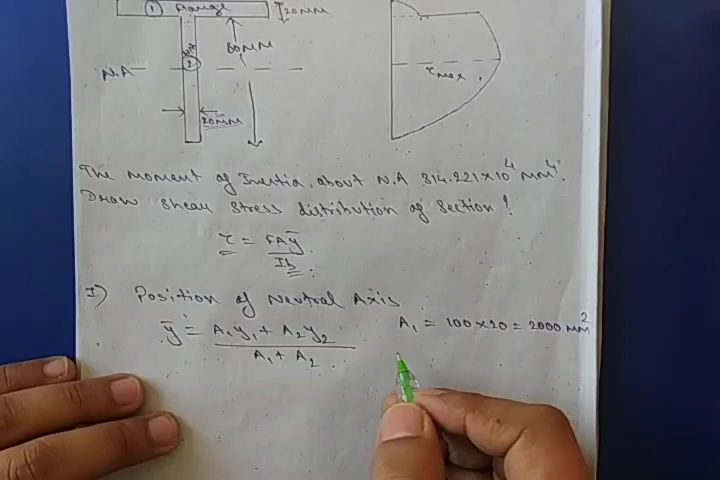 1 Flange 20MM
80MM
2
N.A
τmax
20MM
The moment of Inertia about N.A 314.221×10⁴ MM⁴.
Draw shear stress distribution of section!
τ = FAȳ
Ib
I) Position of Neutral Axis
ȳ = A₁y₁ + A₂y₂
A₁ + A₂
A₁ = 100×20 = 2000 MM²